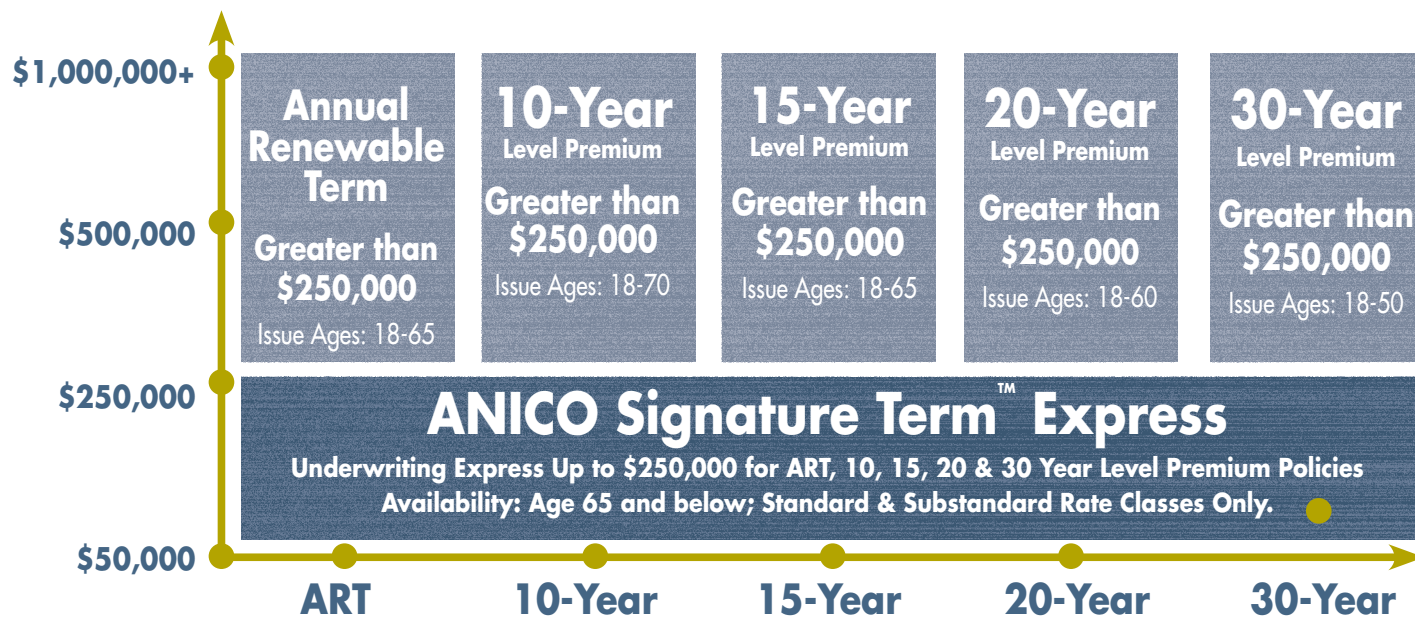 $1,000,000+
$500,000
$250,000
$50,000
Annual
Renewable
Term
Greater than
$250,000
Issue Ages: 18-65
10-Year
Level Premium
Greater than
$250,000
Issue Ages: 18-70
15-Year
Level Premium
Greater than
$250,000
Issue Ages: 18-65
20-Year
Level Premium
Greater than
$250,000
Issue Ages: 18-60
30-Year
Level Premium
Greater than
$250,000
Issue Ages: 18-50
ANICO Signature Term™ Express
Underwriting Express Up to $250,000 for ART, 10, 15, 20 & 30 Year Level Premium Policies
Availability: Age 65 and below; Standard & Substandard Rate Classes Only.
ART
10-Year
15-Year
20-Year
30-Year